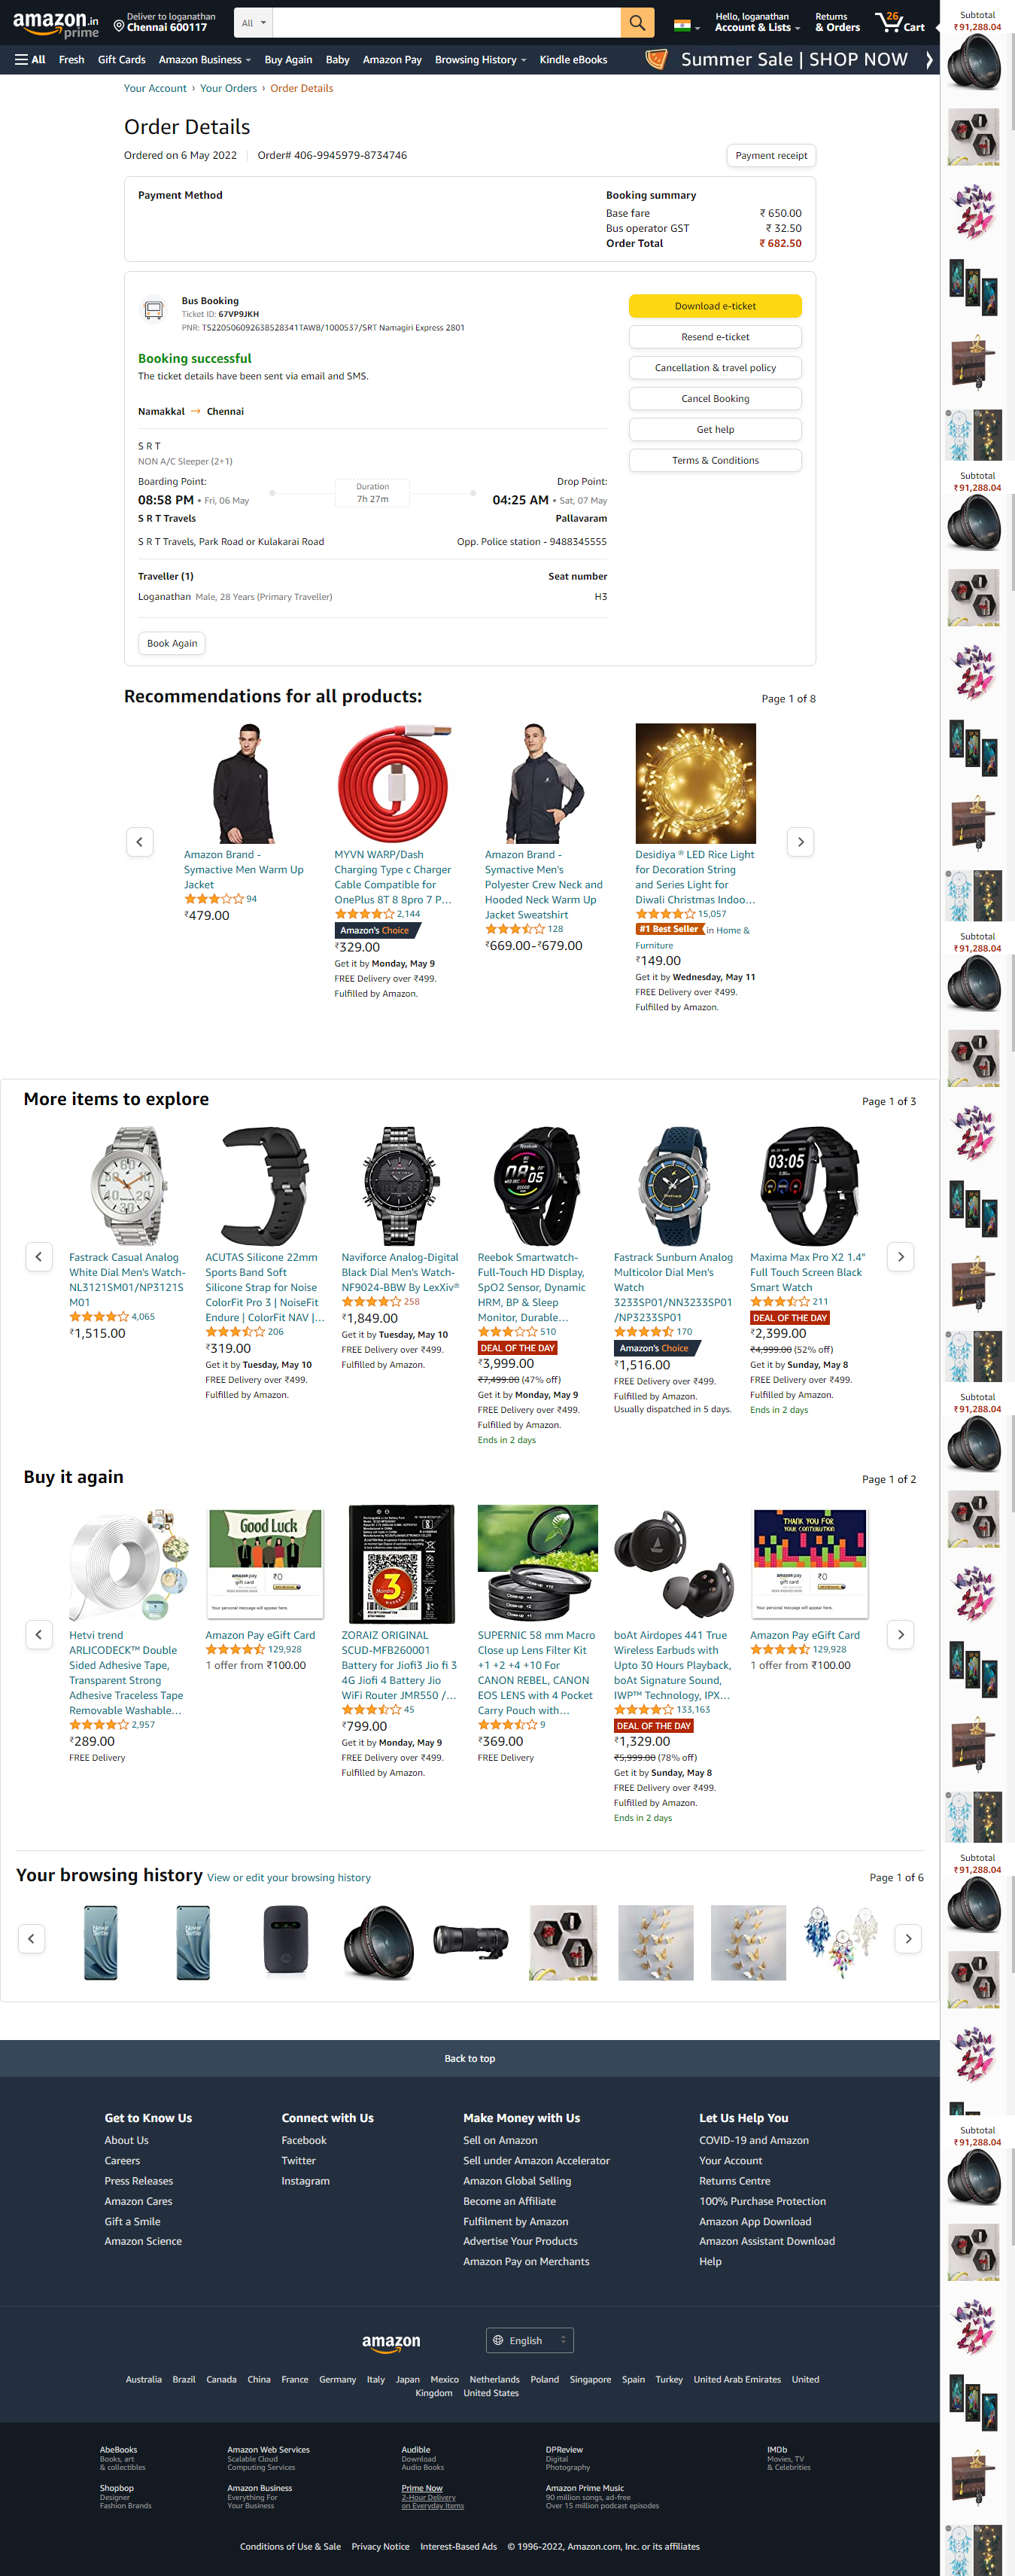 amazon.in
prime
Deliver to loganathan
Chennai 600117
All
Hello, loganathan
Account & Lists
Returns
& Orders
26
Cart
All
Fresh
Gift Cards
Amazon Business
Buy Again
Baby
Amazon Pay
Browsing History
Kindle eBooks
Summer Sale | SHOP NOW
Your Account › Your Orders › Order Details
Order Details
Ordered on 6 May 2022 | Order# 406-9945979-8734746
Payment receipt
Payment Method
Booking summary
Base fare ₹ 650.00
Bus operator GST ₹ 32.50
Order Total ₹ 682.50
Bus Booking
Ticket ID: 67VP9JKH
PNR: TS220506092638528341TAWB/1000537/SRT Namagiri Express 2801
Booking successful
The ticket details have been sent via email and SMS.
Namakkal → Chennai
Download e-ticket
Resend e-ticket
Cancellation & travel policy
Cancel Booking
Get help
Terms & Conditions
S R T
NON A/C Sleeper (2+1)
Boarding Point:
Duration
7h 27m
Drop Point:
08:58 PM • Fri, 06 May
04:25 AM • Sat, 07 May
S R T Travels
Pallavaram
S R T Travels, Park Road or Kulakarai Road
Opp. Police station - 9488345555
Traveller (1)
Seat number
Loganathan Male, 28 Years (Primary Traveller)
H3
Book Again
Recommendations for all products:
Page 1 of 8
Amazon Brand -
Symactive Men Warm Up
Jacket
94
₹479.00
MYVN WARP/Dash
Charging Type c Charger
Cable Compatible for
OnePlus 8T 8 8pro 7 P...
2,144
Amazon's Choice
₹329.00
Get it by Monday, May 9
FREE Delivery over ₹499.
Fulfilled by Amazon.
Amazon Brand -
Symactive Men's
Polyester Crew Neck and
Hooded Neck Warm Up
Jacket Sweatshirt
128
₹669.00-₹679.00
Desidiya ® LED Rice Light
for Decoration String
and Series Light for
Diwali Christmas Indoo...
15,057
#1 Best Seller in Home &
Furniture
₹149.00
Get it by Wednesday, May 11
FREE Delivery over ₹499.
Fulfilled by Amazon.
More items to explore
Page 1 of 3
Fastrack Casual Analog
White Dial Men's Watch-
NL3121SM01/NP3121S
M01
4,065
₹1,515.00
ACUTAS Silicone 22mm
Sports Band Soft
Silicone Strap for Noise
ColorFit Pro 3 | NoiseFit
Endure | ColorFit NAV |...
206
₹319.00
Get it by Tuesday, May 10
FREE Delivery over ₹499.
Fulfilled by Amazon.
Naviforce Analog-Digital
Black Dial Men's Watch-
NF9024-BBW By LexXiv®
258
₹1,849.00
Get it by Tuesday, May 10
FREE Delivery over ₹499.
Fulfilled by Amazon.
Reebok Smartwatch-
Full-Touch HD Display,
SpO2 Sensor, Dynamic
HRM, BP & Sleep
Monitor, Durable...
510
DEAL OF THE DAY
₹3,999.00
₹7,499.00 (47% off)
Get it by Monday, May 9
FREE Delivery over ₹499.
Fulfilled by Amazon.
Ends in 2 days
Fastrack Sunburn Analog
Multicolor Dial Men's
Watch
3233SP01/NN3233SP01
/NP3233SP01
170
Amazon's Choice
₹1,516.00
FREE Delivery over ₹499.
Fulfilled by Amazon.
Usually dispatched in 5 days.
03:05
Maxima Max Pro X2 1.4"
Full Touch Screen Black
Smart Watch
211
DEAL OF THE DAY
₹2,399.00
₹4,999.00 (52% off)
Get it by Sunday, May 8
FREE Delivery over ₹499.
Fulfilled by Amazon.
Ends in 2 days
Buy it again
Page 1 of 2
Hetvi trend
ARLICODECK™ Double
Sided Adhesive Tape,
Transparent Strong
Adhesive Traceless Tape
Removable Washable...
2,957
₹289.00
FREE Delivery
Good Luck
amazon pay
gift card
₹0
Your personal message will appear here.
Amazon Pay eGift Card
129,928
1 offer from ₹100.00
3
Months
ZORAIZ ORIGINAL
SCUD-MFB260001
Battery for Jiofi3 Jio fi 3
4G Jiofi 4 Battery Jio
WiFi Router JMR550 /...
45
₹799.00
Get it by Monday, May 9
FREE Delivery over ₹499.
Fulfilled by Amazon.
SUPERNIC 58 mm Macro
Close up Lens Filter Kit
+1 +2 +4 +10 For
CANON REBEL, CANON
EOS LENS with 4 Pocket
Carry Pouch with...
9
₹369.00
FREE Delivery
boAt Airdopes 441 True
Wireless Earbuds with
Upto 30 Hours Playback,
boAt Signature Sound,
IWP™ Technology, IPX...
133,163
DEAL OF THE DAY
₹1,329.00
₹5,999.00 (78% off)
Get it by Sunday, May 8
FREE Delivery over ₹499.
Fulfilled by Amazon.
Ends in 2 days
THANK YOU FOR
YOUR CONTRIBUTION
amazon pay
gift card
₹0
Your personal message will appear here.
Amazon Pay eGift Card
129,928
1 offer from ₹100.00
Your browsing history View or edit your browsing history
Page 1 of 6
Back to top
Get to Know Us
About Us
Careers
Press Releases
Amazon Cares
Gift a Smile
Amazon Science
Connect with Us
Facebook
Twitter
Instagram
Make Money with Us
Sell on Amazon
Sell under Amazon Accelerator
Amazon Global Selling
Become an Affiliate
Fulfilment by Amazon
Advertise Your Products
Amazon Pay on Merchants
Let Us Help You
COVID-19 and Amazon
Your Account
Returns Centre
100% Purchase Protection
Amazon App Download
Amazon Assistant Download
Help
amazon
English
Australia Brazil Canada China France Germany Italy Japan Mexico Netherlands Poland Singapore Spain Turkey United Arab Emirates United
Kingdom United States
AbeBooks
Books, art
& collectibles
Amazon Web Services
Scalable Cloud
Computing Services
Audible
Download
Audio Books
DPReview
Digital
Photography
IMDb
Movies, TV
& Celebrities
Shopbop
Designer
Fashion Brands
Amazon Business
Everything For
Your Business
Prime Now
2-Hour Delivery
on Everyday Items
Amazon Prime Music
90 million songs, ad-free
Over 15 million podcast episodes
Conditions of Use & Sale Privacy Notice Interest-Based Ads © 1996-2022, Amazon.com, Inc. or its affiliates
Subtotal
₹91,288.04
Subtotal
₹91,288.04
Subtotal
₹91,288.04
Subtotal
₹91,288.04
Subtotal
₹91,288.04
Subtotal
₹91,288.04